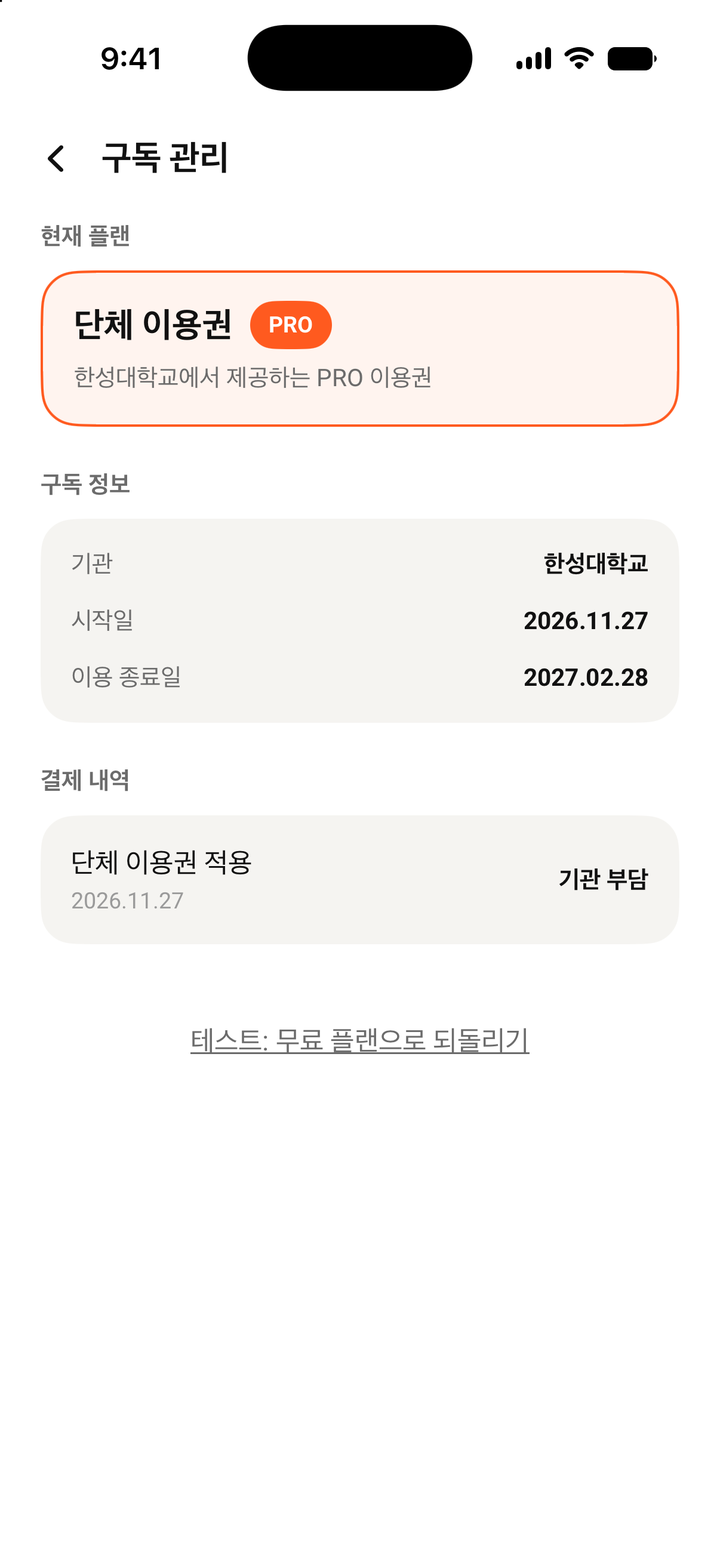 9:41
구독 관리
현재 플랜
단체 이용권 PRO
한성대학교에서 제공하는 PRO 이용권
구독 정보
기관 한성대학교
시작일 2026.11.27
이용 종료일 2027.02.28
결제 내역
단체 이용권 적용
기관 부담
2026.11.27
테스트: 무료 플랜으로 되돌리기